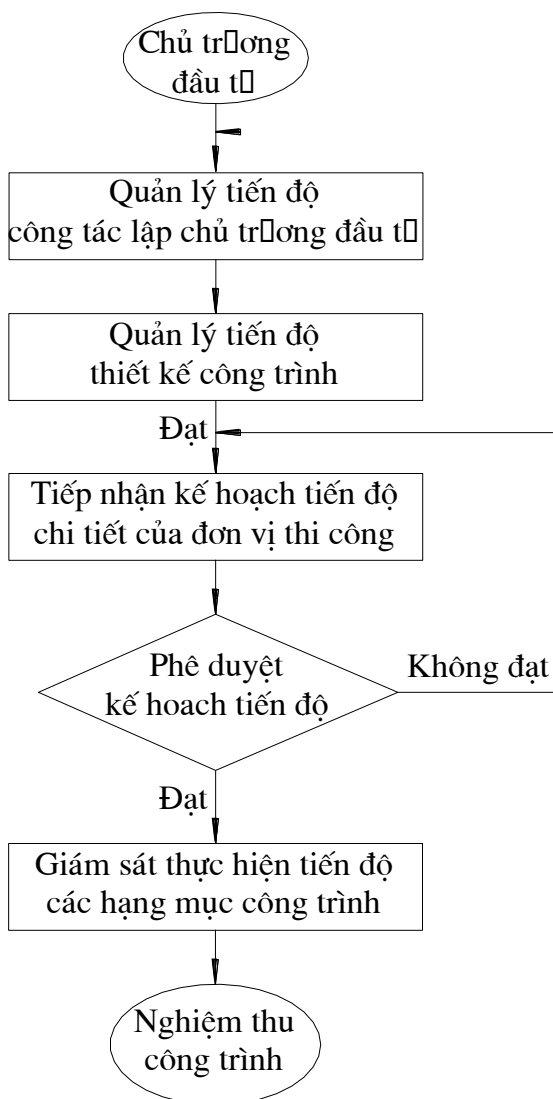 Chủ tr▯ơng
đầu t▯
Quản lý tiến độ
công tác lập chủ tr▯ơng đầu t▯
Quản lý tiến độ
thiết kế công trình
Đạt
Tiếp nhận kế hoạch tiến độ
chi tiết của đơn vị thi công
Phê duyệt
kế hoach tiến độ
Không đạt
Đạt
Giám sát thực hiện tiến độ
các hạng mục công trình
Nghiệm thu
công trình